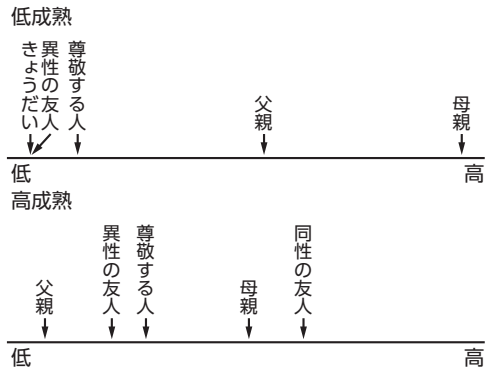 低成熟
きょうだい
異性の友人
尊敬する人
父親
母親
低
高
高成熟
父親
異性の友人
尊敬する人
母親
同性の友人
低
高